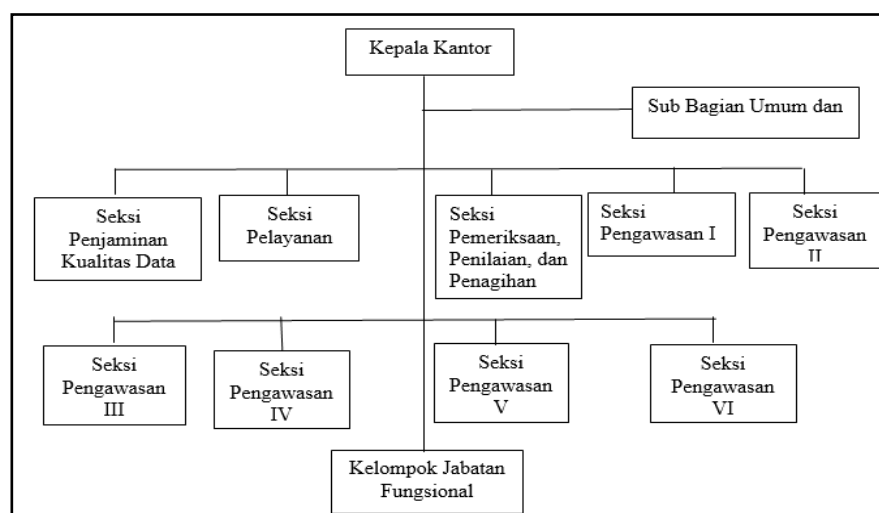 Kepala Kantor
Sub Bagian Umum dan
Seksi
Penjaminan
Kualitas Data
Seksi
Pelayanan
Seksi
Pemeriksaan,
Penilaian, dan
Penagihan
Seksi
Pengawasan I
Seksi
Pengawasan
II
Seksi
Pengawasan
III
Seksi
Pengawasan
IV
Seksi
Pengawasan
V
Seksi
Pengawasan
VI
Kelompok Jabatan
Fungsional